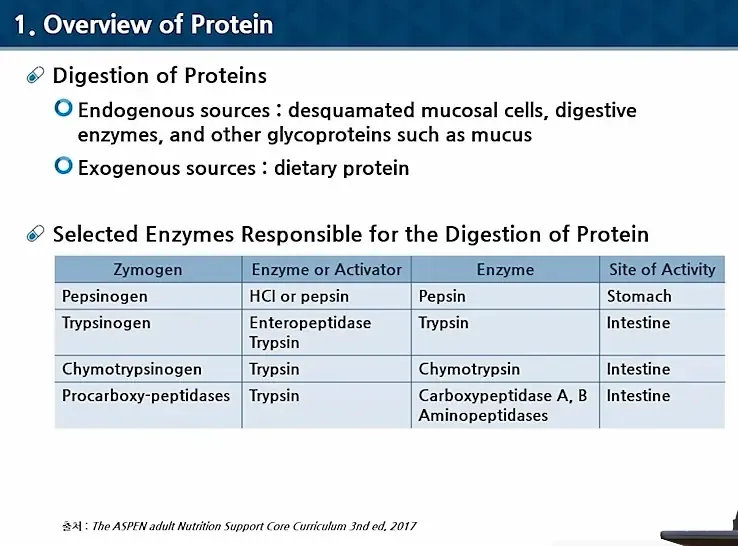 1. Overview of Protein
Digestion of Proteins
Endogenous sources : desquamated mucosal cells, digestive
enzymes, and other glycoproteins such as mucus
Exogenous sources : dietary protein
Selected Enzymes Responsible for the Digestion of Protein
Zymogen Enzyme or Activator Enzyme Site of Activity
Pepsinogen HCl or pepsin Pepsin Stomach
Trypsinogen Enteropeptidase Trypsin Intestine
Trypsin
Chymotrypsinogen Trypsin Chymotrypsin Intestine
Procarboxy-peptidases Trypsin Carboxypeptidase A, B Intestine
Aminopeptidases
출처 : The ASPEN adult Nutrition Support Core Curriculum 3nd ed, 2017